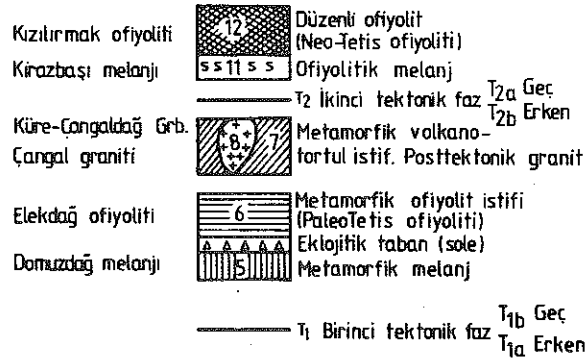 Kızılırmak ofiyoliti 12 Düzenli ofiyolit
(Neo-Tetis ofiyoliti)
Kirazbaşı melanjı s s 11 s s Ofiyolitik melanj
T2 İkinci tektonik faz T2a Geç
T2b Erken
Küre-Çangaldağ Grb. 8 7 Metamorfik volkano-
Çangal graniti tortul istif. Posttektonik granit
Metamorfik ofiyolit istifi
Elekdağ ofiyoliti 6 (PaleoTetis ofiyoliti)
Eklojitik taban (sole)
Domuzdağ melanjı 5 Metamorfik melanj
T1 Birinci tektonik faz T1b Geç
T1a Erken